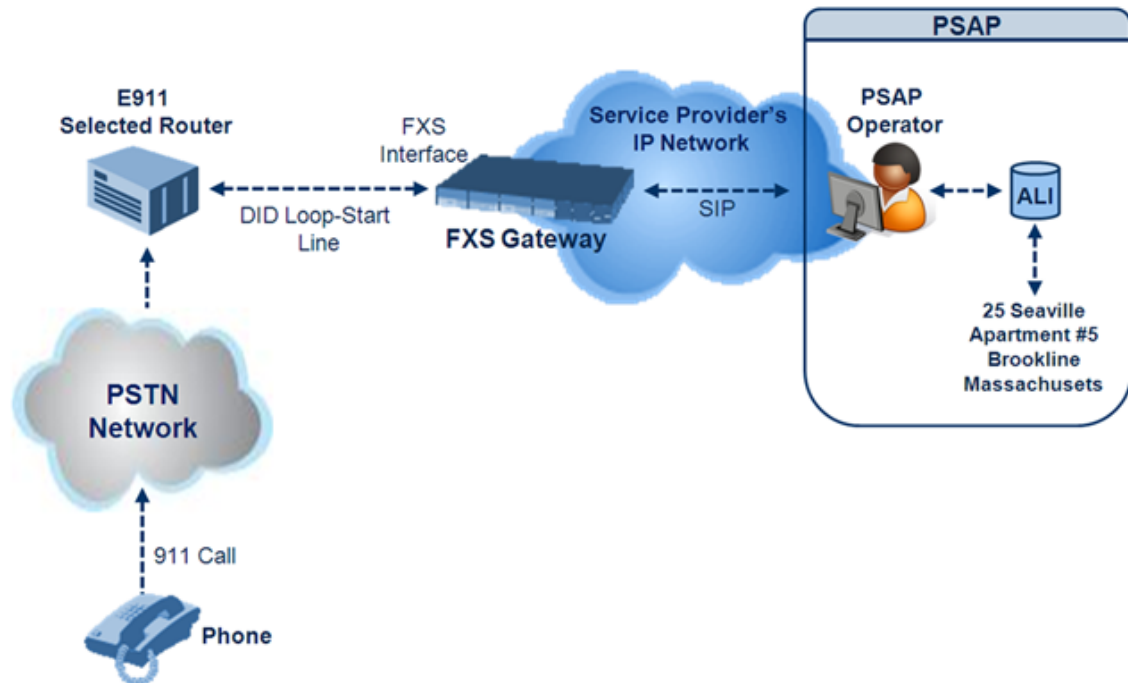 PSAP
E911
Selected Router
FXS
Interface
DID Loop-Start
Line
FXS Gateway
Service Provider's
IP Network
SIP
PSAP
Operator
ALI
25 Seaville
Apartment #5
Brookline
Massachusets
PSTN
Network
911 Call
Phone